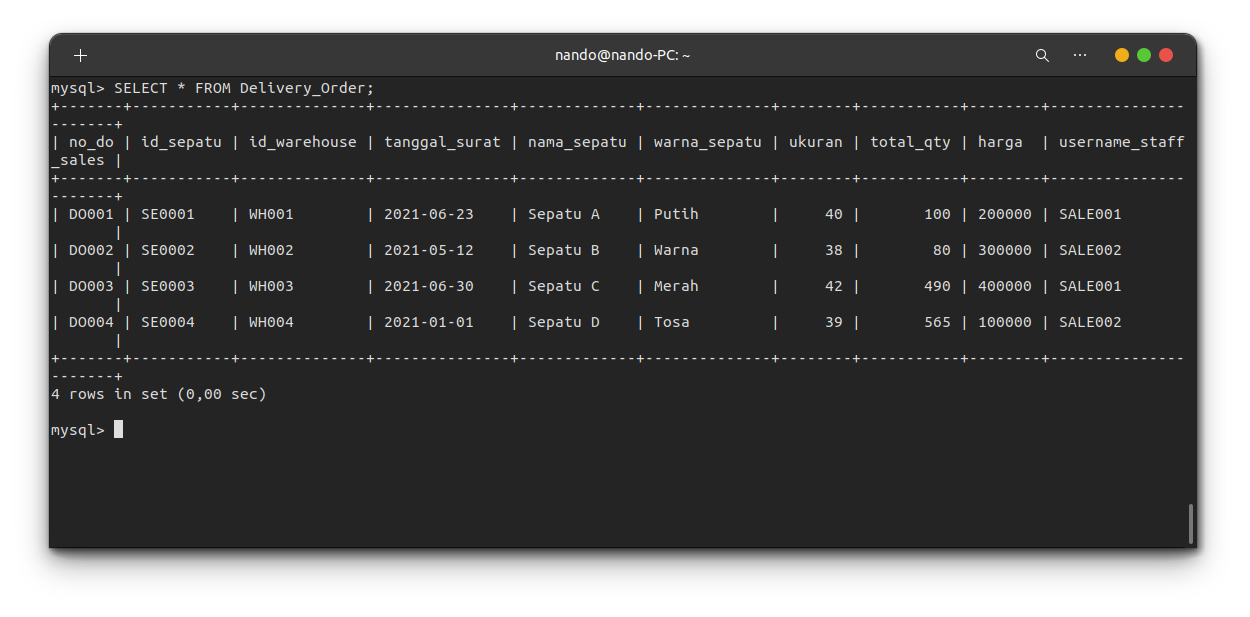 nando@nando-PC: ~
mysql> SELECT * FROM Delivery_Order;
+-------+-----------+--------------+---------------+-------------+--------------+--------+-----------+--------+---------------
-------+
| no_do | id_sepatu | id_warehouse | tanggal_surat | nama_sepatu | warna_sepatu | ukuran | total_qty | harga  | username_staff
_sales |
+-------+-----------+--------------+---------------+-------------+--------------+--------+-----------+--------+---------------
-------+
| DO001 | SE0001    | WH001        | 2021-06-23    | Sepatu A    | Putih        |     40 |       100 | 200000 | SALE001
       |
| DO002 | SE0002    | WH002        | 2021-05-12    | Sepatu B    | Warna        |     38 |        80 | 300000 | SALE002
       |
| DO003 | SE0003    | WH003        | 2021-06-30    | Sepatu C    | Merah        |     42 |       490 | 400000 | SALE001
       |
| DO004 | SE0004    | WH004        | 2021-01-01    | Sepatu D    | Tosa         |     39 |       565 | 100000 | SALE002
       |
+-------+-----------+--------------+---------------+-------------+--------------+--------+-----------+--------+---------------
-------+
4 rows in set (0,00 sec)
mysql>